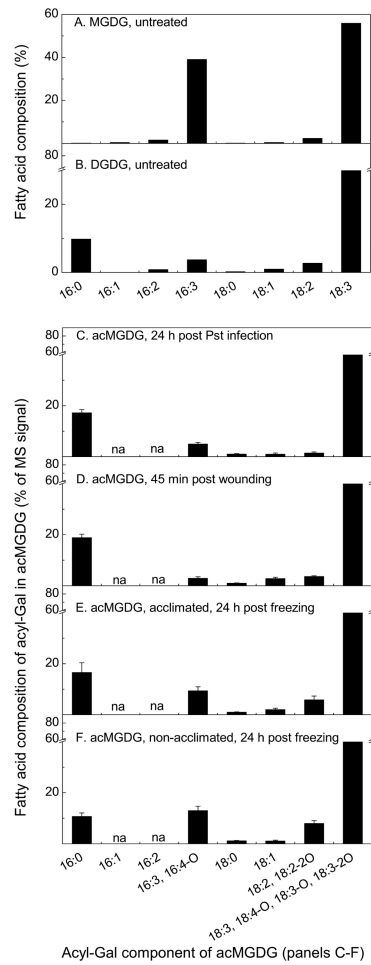 Fatty acid composition (%)
A. MGDG, untreated
60
40
20
B. DGDG, untreated
80
20
0
16:0 16:1 16:2 16:3 18:0 18:1 18:2 18:3
Fatty acid composition of acyl-Gal in acMGDG (% of MS signal)
C. acMGDG, 24 h post Pst infection
80
60
20
na na
D. acMGDG, 45 min post wounding
80
60
20
na na
E. acMGDG, acclimated, 24 h post freezing
80
60
20
na na
F. acMGDG, non-acclimated, 24 h post freezing
80
60
20
na na
16:0 16:1 16:2 16:3, 16:4-O 18:0 18:1 18:2, 18:2-2O 18:3, 18:4-O, 18:3-O, 18:3-2O
Acyl-Gal component of acMGDG (panels C-F)